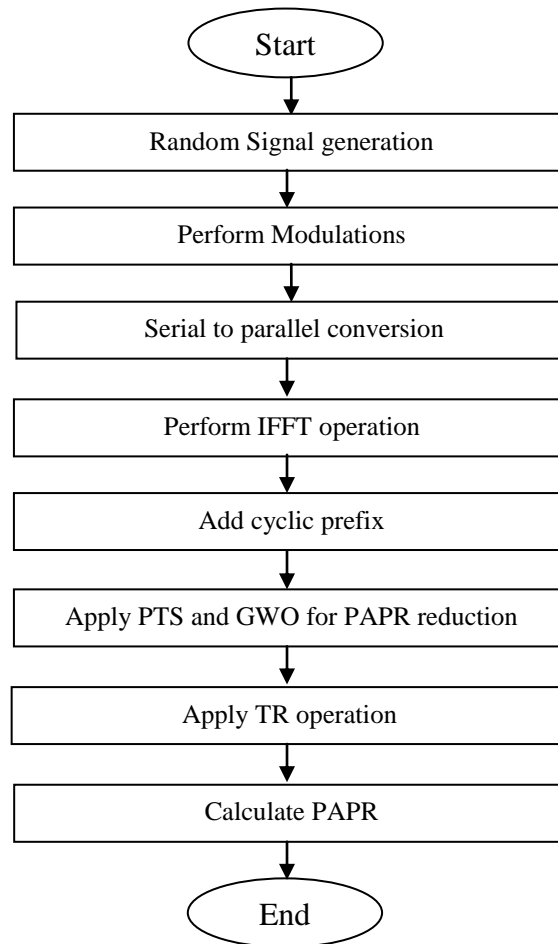 Start
Random Signal generation
Perform Modulations
Serial to parallel conversion
Perform IFFT operation
Add cyclic prefix
Apply PTS and GWO for PAPR reduction
Apply TR operation
Calculate PAPR
End